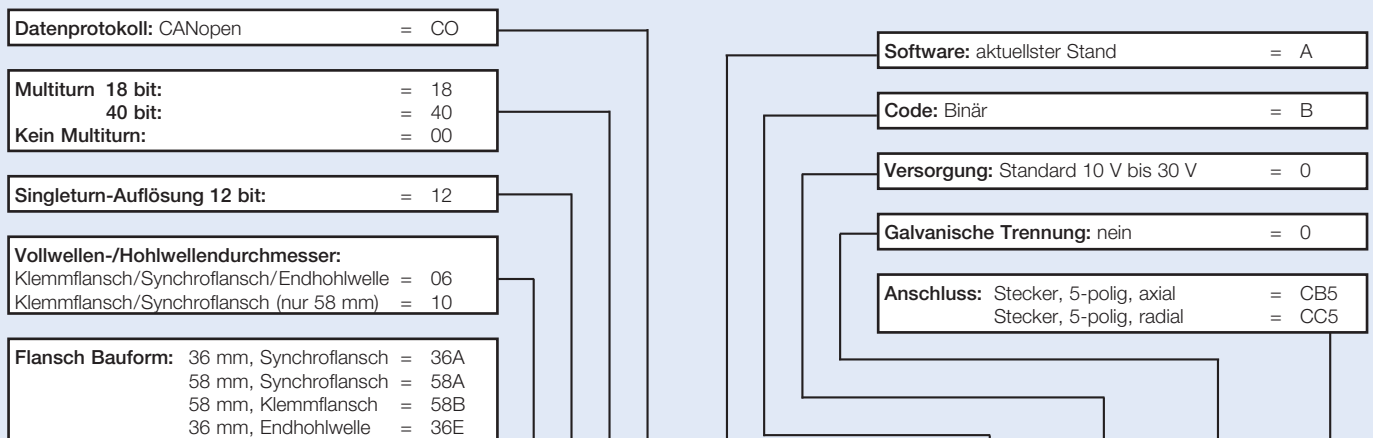 Datenprotokoll: CANopen = CO
Multiturn 18 bit: = 18
40 bit: = 40
Kein Multiturn: = 00
Singleturn-Auflösung 12 bit: = 12
Vollwellen-/Hohlwellendurchmesser:
Klemmflansch/Synchroflansch/Endhohlwelle = 06
Klemmflansch/Synchroflansch (nur 58 mm) = 10
Flansch Bauform: 36 mm, Synchroflansch = 36A
58 mm, Synchroflansch = 58A
58 mm, Klemmflansch = 58B
36 mm, Endhohlwelle = 36E
Software: aktuellster Stand = A
Code: Binär = B
Versorgung: Standard 10 V bis 30 V = 0
Galvanische Trennung: nein = 0
Anschluss: Stecker, 5-polig, axial = CB5
Stecker, 5-polig, radial = CC5